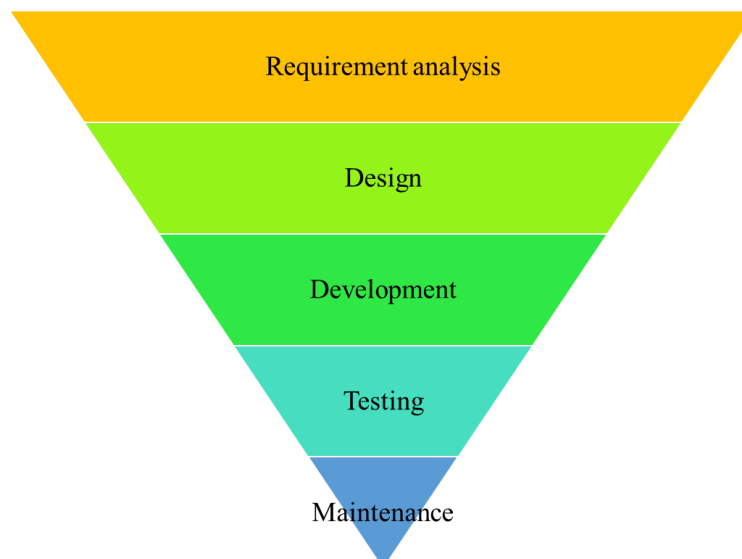 Requirement analysis
Design
Development
Testing
Maintenance